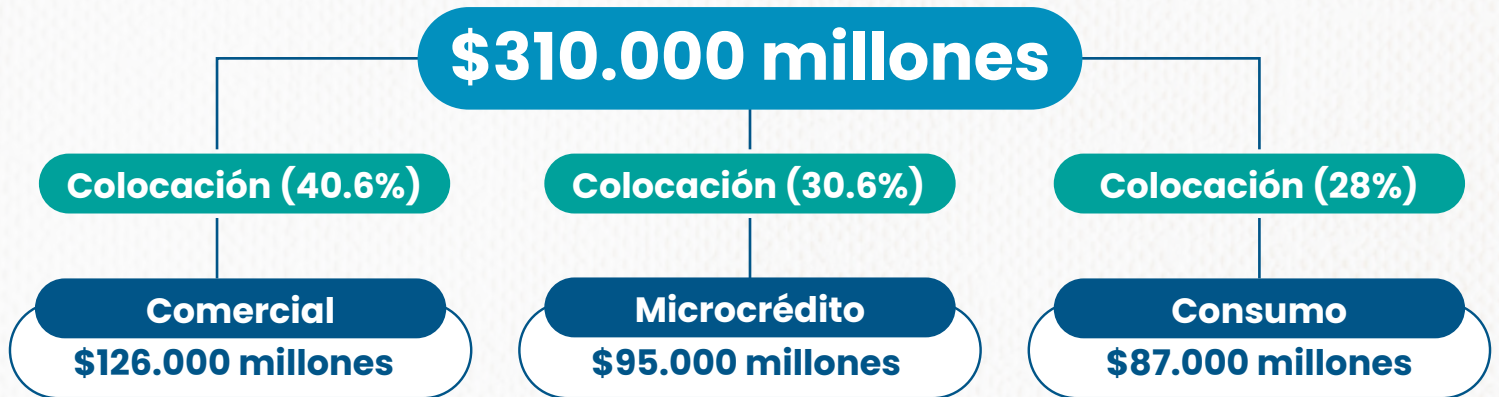 $310.000 millones
Colocación (40.6%)
Colocación (30.6%)
Colocación (28%)
Comercial
Microcrédito
Consumo
$126.000 millones
$95.000 millones
$87.000 millones